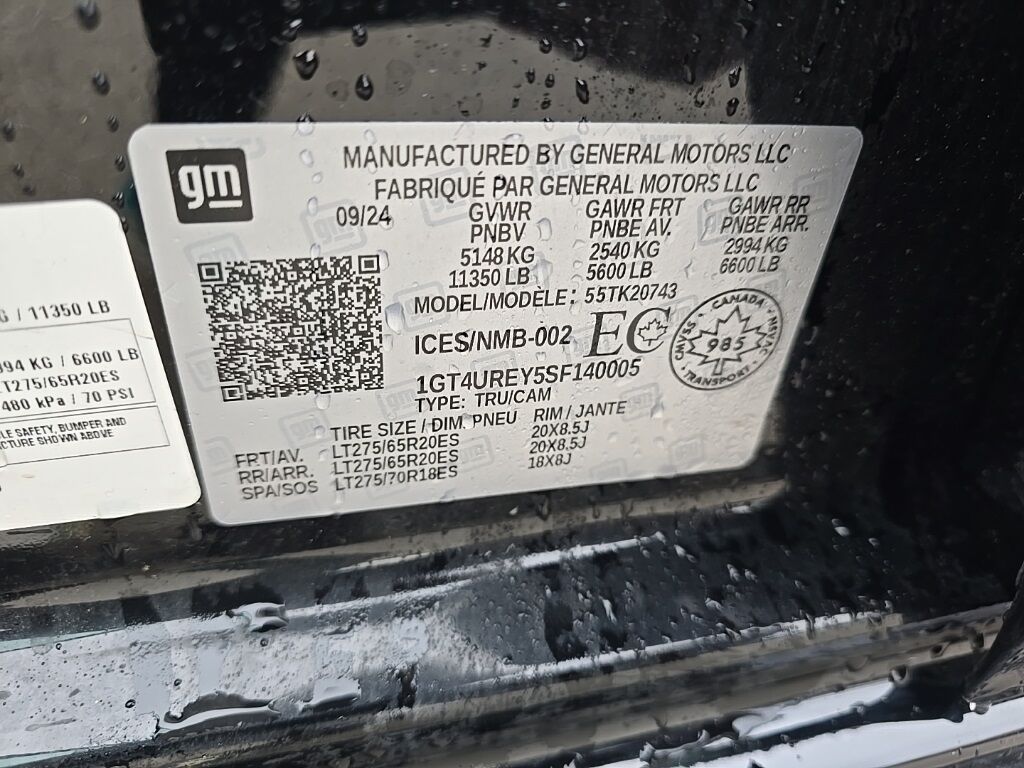 gm
MANUFACTURED BY GENERAL MOTORS LLC
FABRIQUÉ PAR GENERAL MOTORS LLC
09/24 GVWR GAWR FRT GAWR RR
PNBV PNBE AV. PNBE ARR.
5148 KG 2540 KG 2994 KG
11350 LB 5600 LB 6600 LB
MODEL/MODÈLE: 55TK20743
ICES/NMB-002 EC
CANADA
985
TRANSPORT
1GT4UREY5SF140005
TYPE: TRU/CAM
TIRE SIZE / DIM. PNEU RIM / JANTE
FRT/AV. LT275/65R20ES 20X8.5J
RR/ARR. LT275/65R20ES 20X8.5J
SPA/SOS LT275/70R18ES 18X8J
/ 11350 LB
KG / 6600 LB
LT275/65R20ES
480 kPa / 70 PSI
SAFETY, BUMPER AND
SHOWN ABOVE